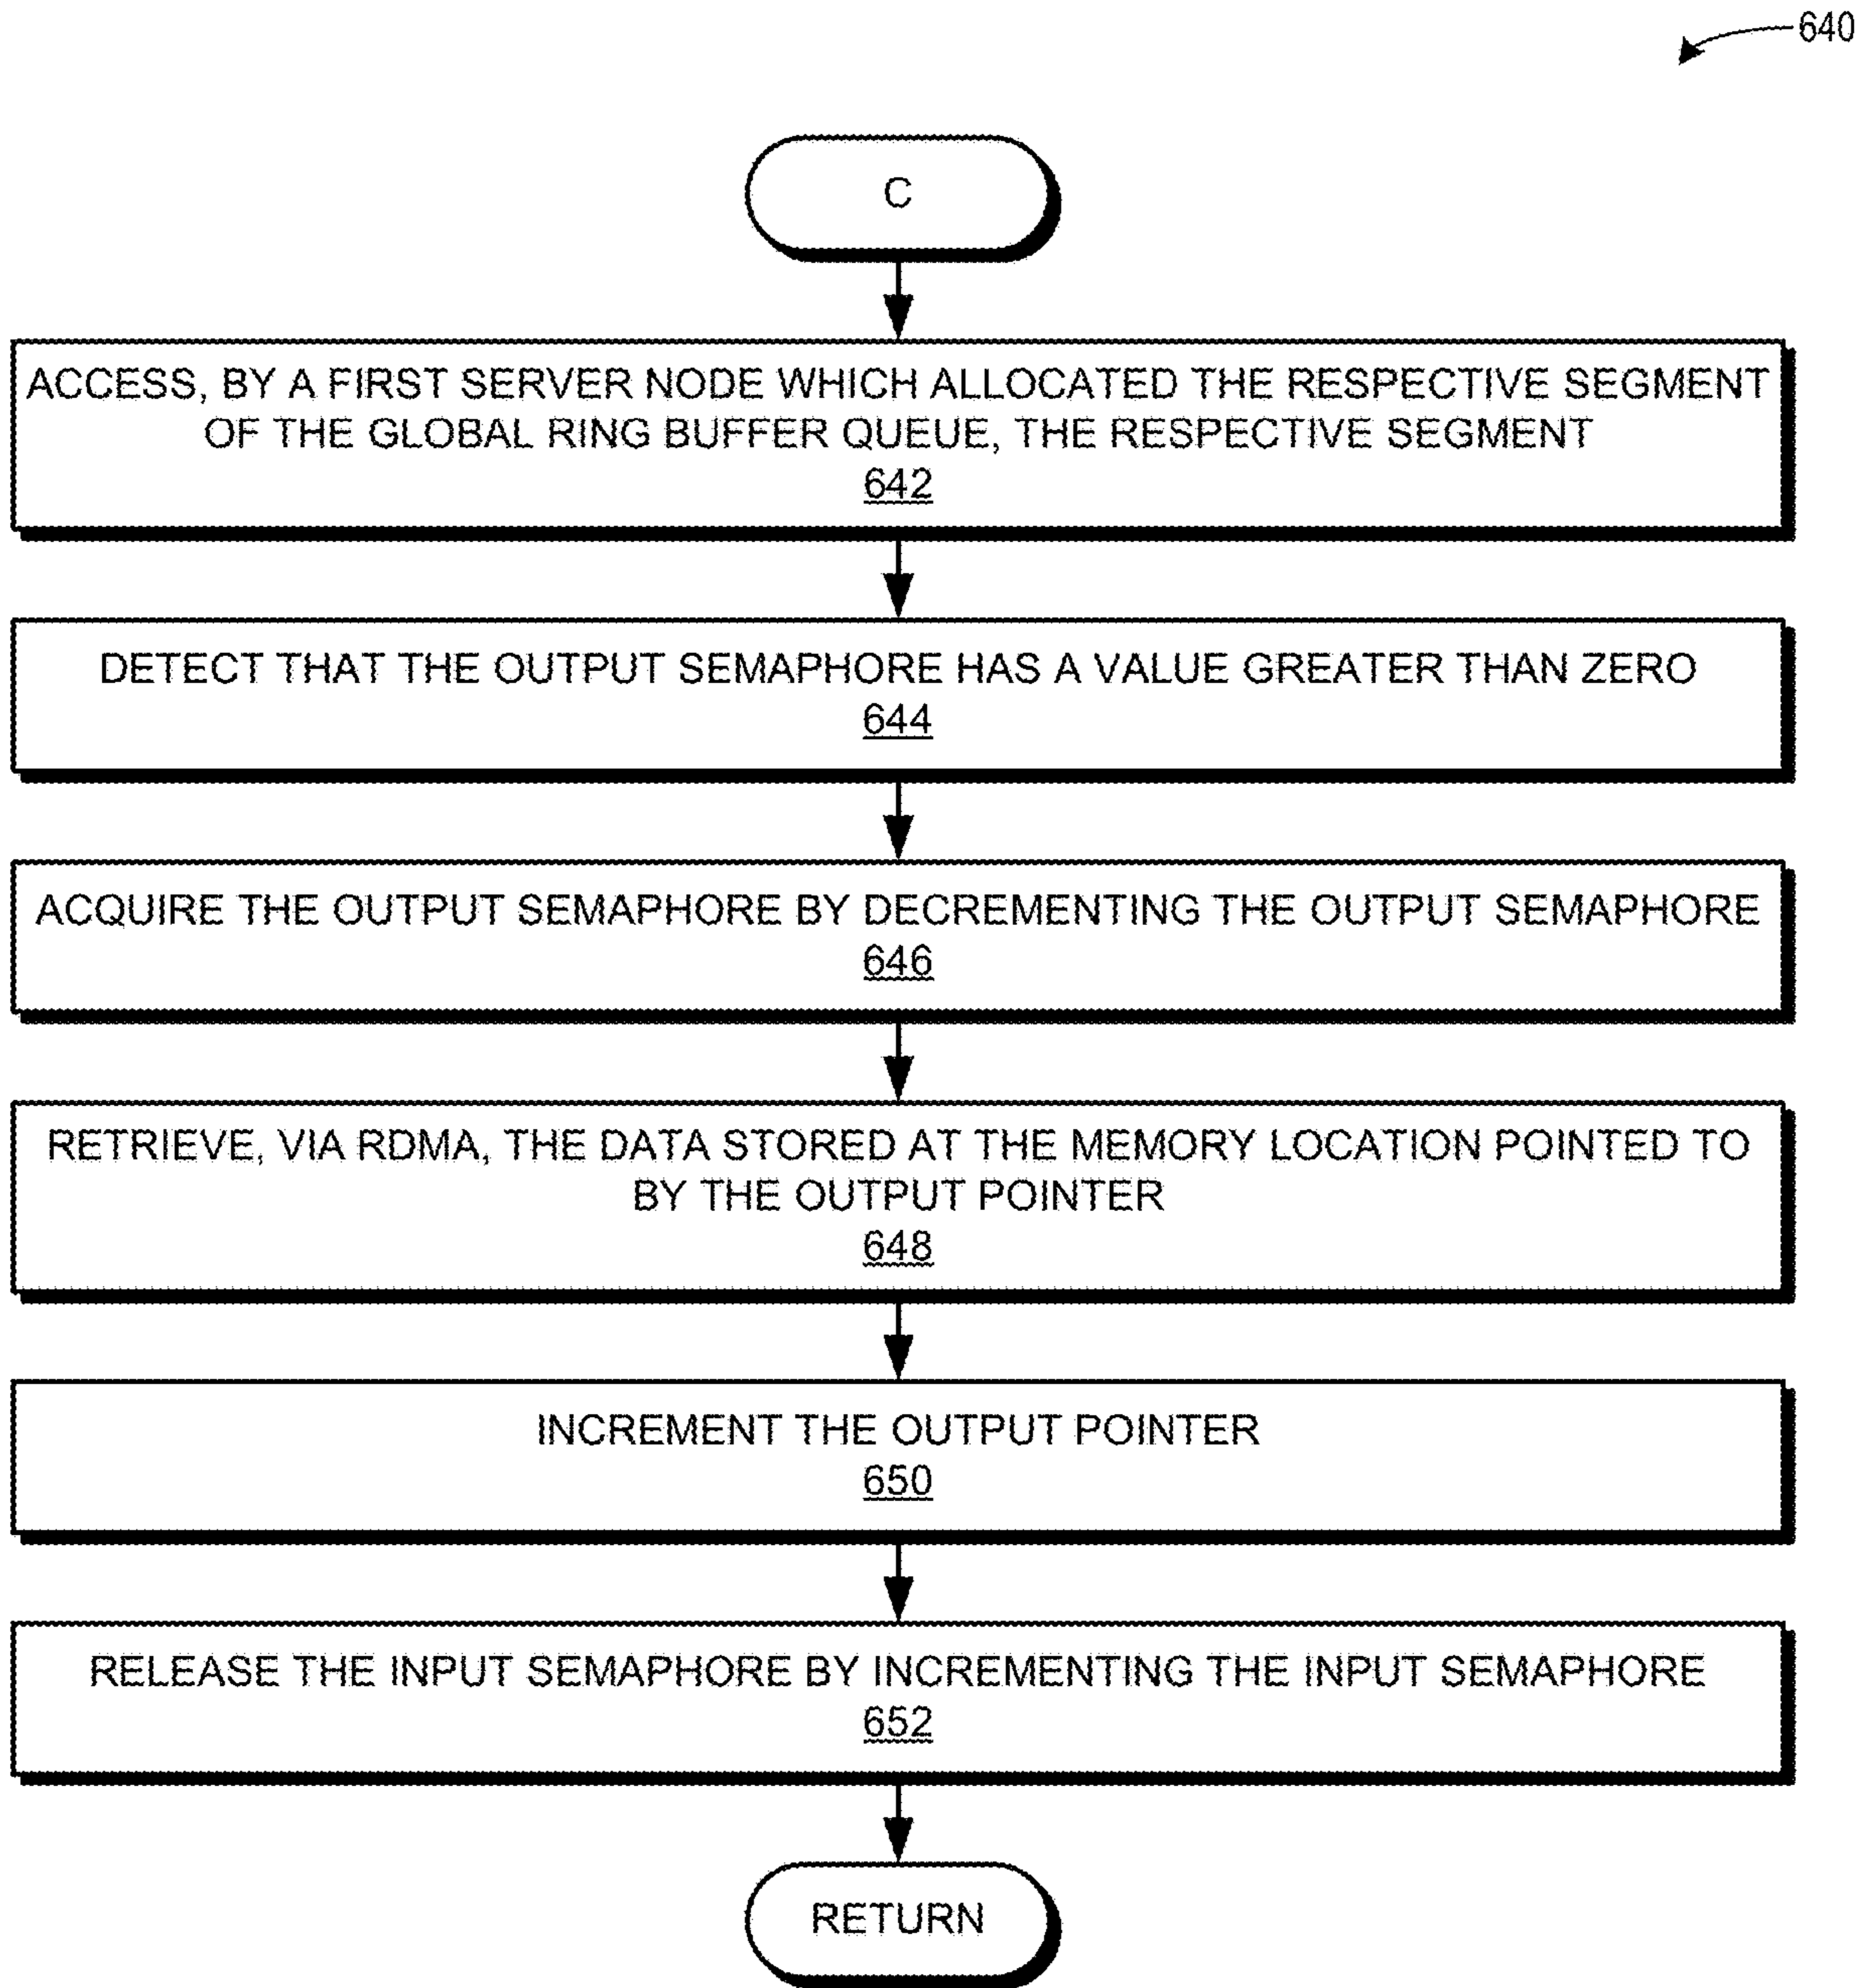 640
C
ACCESS, BY A FIRST SERVER NODE WHICH ALLOCATED THE RESPECTIVE SEGMENT
OF THE GLOBAL RING BUFFER QUEUE, THE RESPECTIVE SEGMENT
642
DETECT THAT THE OUTPUT SEMAPHORE HAS A VALUE GREATER THAN ZERO
644
ACQUIRE THE OUTPUT SEMAPHORE BY DECREMENTING THE OUTPUT SEMAPHORE
646
RETRIEVE, VIA RDMA, THE DATA STORED AT THE MEMORY LOCATION POINTED TO
BY THE OUTPUT POINTER
648
INCREMENT THE OUTPUT POINTER
650
RELEASE THE INPUT SEMAPHORE BY INCREMENTING THE INPUT SEMAPHORE
652
RETURN